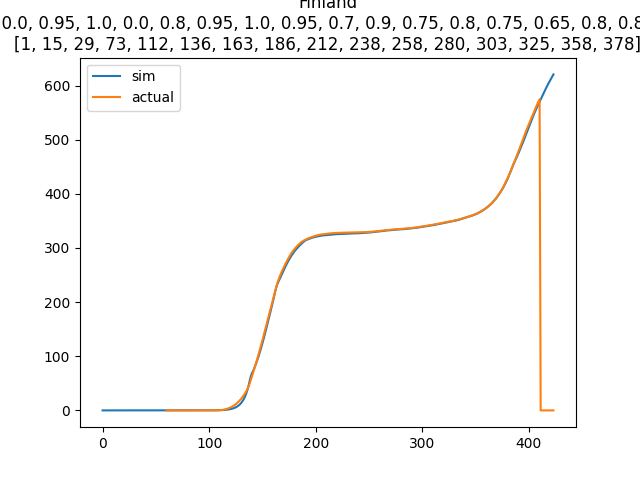 Finland
0.0, 0.95, 1.0, 0.0, 0.8, 0.95, 1.0, 0.95, 0.7, 0.9, 0.75, 0.8, 0.75, 0.65, 0.8, 0.8
[1, 15, 29, 73, 112, 136, 163, 186, 212, 238, 258, 280, 303, 325, 358, 378]
sim
actual
600
500
400
300
200
100
0
0 100 200 300 400